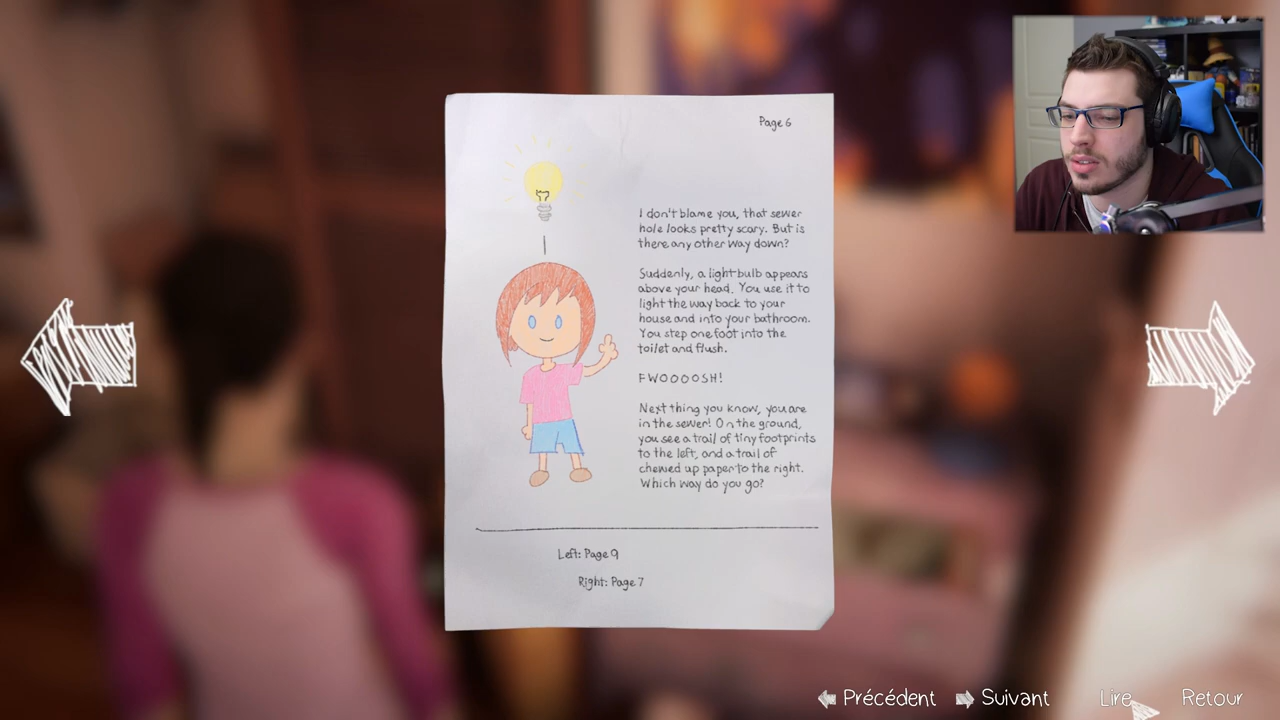 Page 6
I don't blame you, that sewer
hole looks pretty scary. But is
there any other way down?
Suddenly, a lightbulb appears
above your head. You use it to
light the way back to your
house and into your bathroom.
You step one foot into the
toilet and flush.
FWOOOOSH!
Next thing you know, you are
in the sewer! On the ground,
you see a trail of tiny footprints
to the left, and a trail of
chewed up paper to the right.
Which way do you go?
Left: Page 9
Right: Page 7
Précédent Suivant Lire Retour